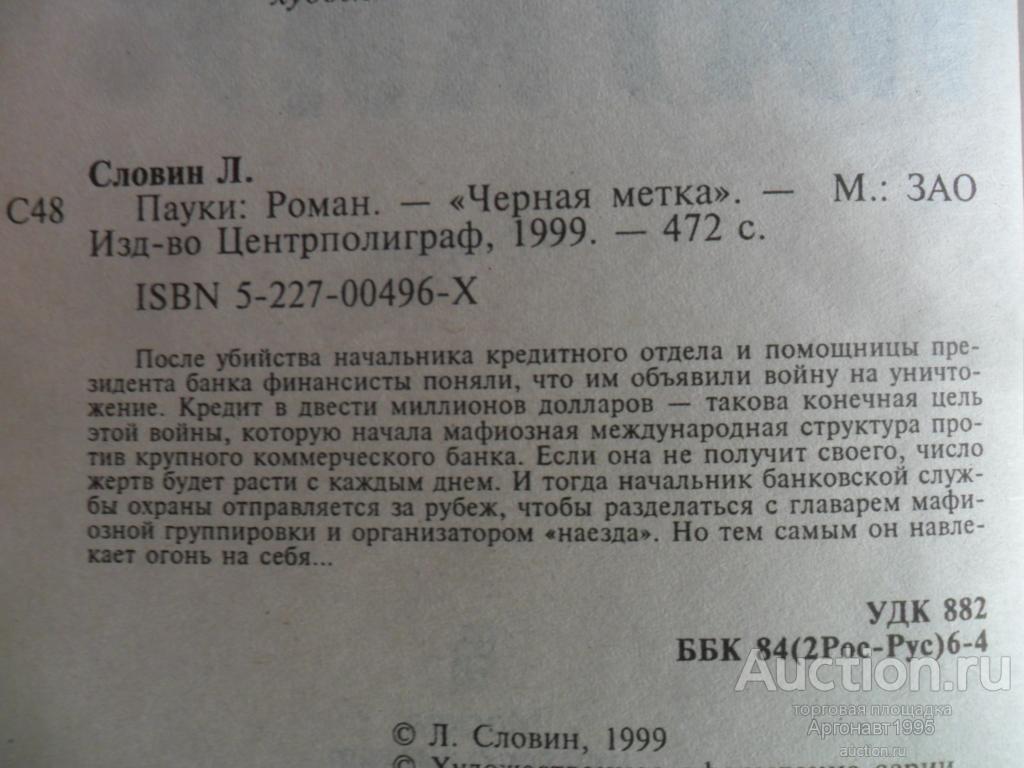 Словин Л.
С48 Пауки: Роман. — «Черная метка». — М.: ЗАО
Изд-во Центрполиграф, 1999. — 472 с.
ISBN 5-227-00496-X
После убийства начальника кредитного отдела и помощницы пре-
зидента банка финансисты поняли, что им объявили войну на уничто-
жение. Кредит в двести миллионов долларов — такова конечная цель
этой войны, которую начала мафиозная международная структура про-
тив крупного коммерческого банка. Если она не получит своего, число
жертв будет расти с каждым днем. И тогда начальник банковской служ-
бы охраны отправляется за рубеж, чтобы разделаться с главарем мафи-
озной группировки и организатором «наезда». Но тем самым он навле-
кает огонь на себя...
УДК 882
ББК 84(2Рос-Рус)6-4
Auction.ru
торговая площадка
Аргонавт1995
auction.ru
© Л. Словин, 1999
©